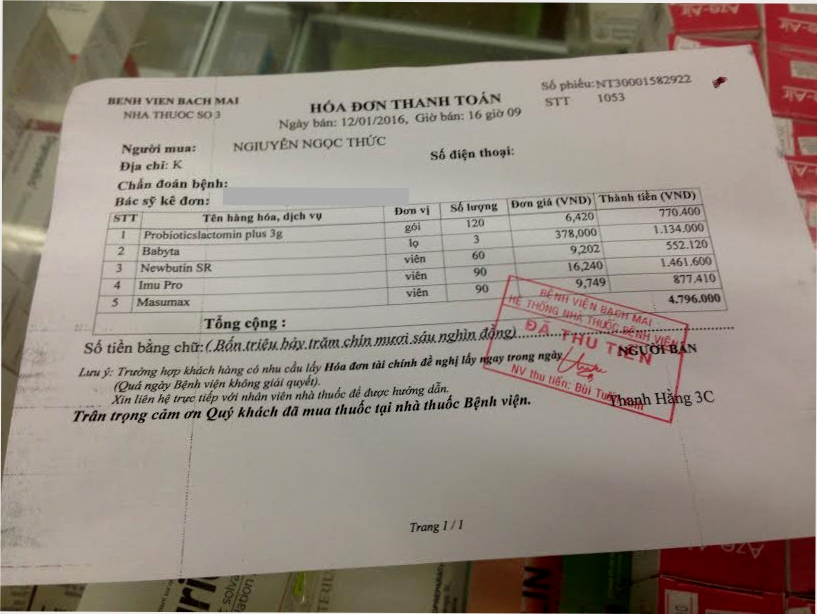 BENH VIEN BACH MAI
NHA THUOC SO 3
HÓA ĐƠN THANH TOÁN
Ngày bán: 12/01/2016, Giờ bán: 16 giờ 09
Số phiếu:NT30001582922
STT 1053
Người mua: NGIUYÊN NGỌC THỨC
Địa chỉ: K
Số điện thoại:
Chẩn đoán bệnh:
Bác sỹ kê đơn:
STT Tên hàng hóa, dịch vụ Đơn vị Số lượng Đơn giá (VND) Thành tiền (VND)
1 Probioticslactomin plus 3g gói 120 6,420 770.400
2 Babyta lọ 3 378,000 1.134.000
3 Newbutin SR viên 60 9,202 552.120
4 Imu Pro viên 90 16,240 1.461.600
5 Masumax viên 90 9,749 877.410
Tổng cộng : 4.796.000
Số tiền bằng chữ:( Bốn triệu bảy trăm chín mươi sáu nghìn đồng)
Lưu ý: Trường hợp khách hàng có nhu cầu lấy Hóa đơn tài chính đề nghị lấy ngay trong ngày
(Quá ngày Bệnh viện không giải quyết).
Xin liên hệ trực tiếp với nhân viên nhà thuốc để được hướng dẫn.
Trân trọng cảm ơn Quý khách đã mua thuốc tại nhà thuốc Bệnh viện.
BỆNH VIỆN BẠCH MAI
HỆ THỐNG NHÀ THUỐC BỆNH VIỆN
ĐÃ THU TIỀN
NV thu tiền: Bùi
NGƯỜI BÁN
Thanh Hằng 3C
Trang 1 / 1